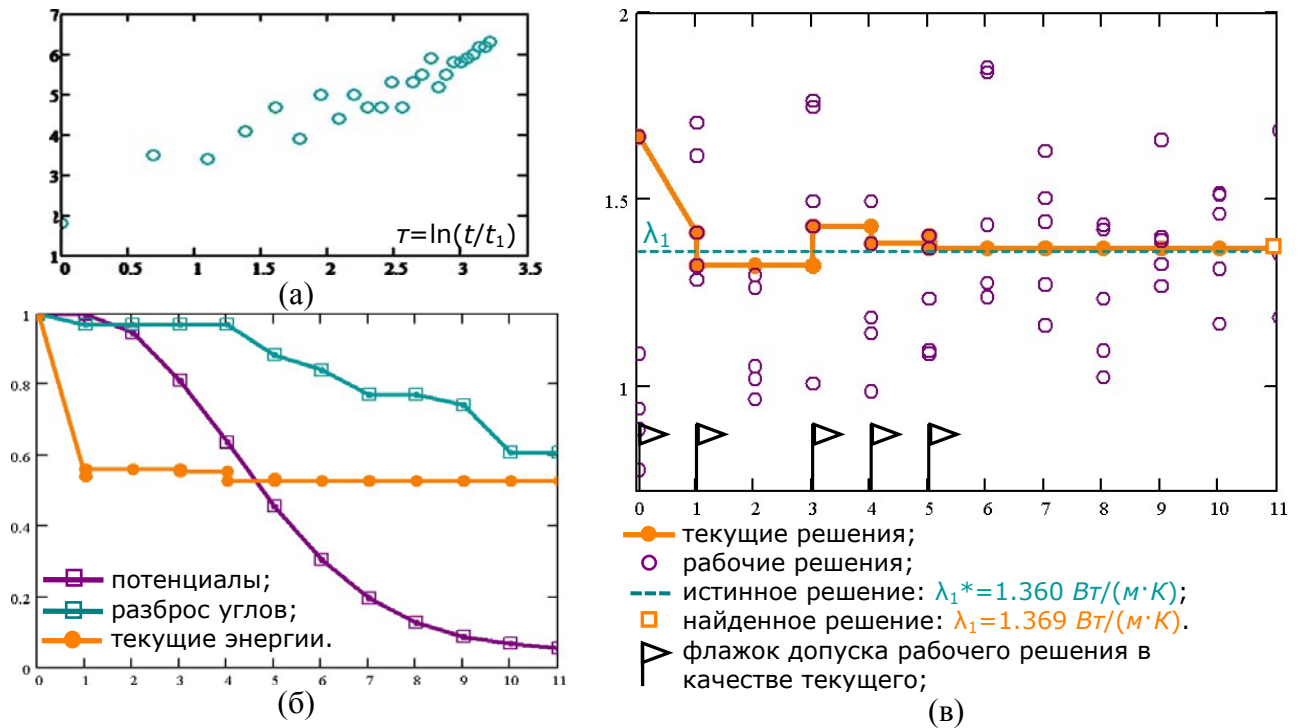 7
6
5
4
3
2
1
0 0.5 1 1.5 2 2.5 3 3.5
τ=ln(t/t₁)
(а)
1
0.8
0.6
0.4
0.2
0
потенциалы;
разброс углов;
текущие энергии.
0 1 2 3 4 5 6 7 8 9 10 11
(б)
2
1.5
1
λ₁
0 1 2 3 4 5 6 7 8 9 10 11
текущие решения;
рабочие решения;
истинное решение: λ₁*=1.360 Вт/(м·К);
найденное решение: λ₁=1.369 Вт/(м·К).
флажок допуска рабочего решения в
качестве текущего;
(в)